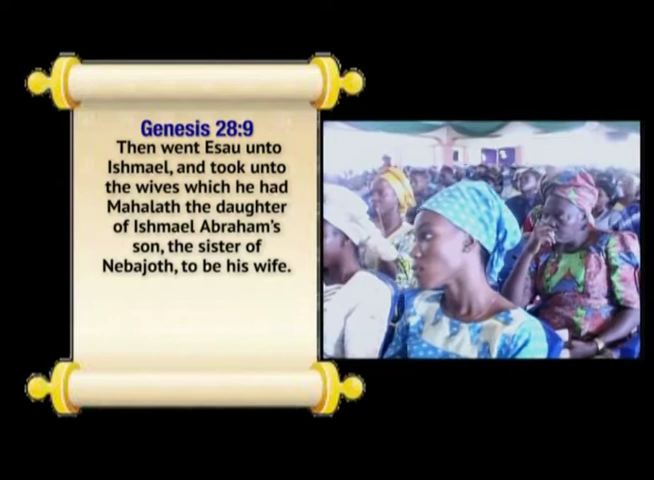 Genesis 28:9
Then went Esau unto
Ishmael, and took unto
the wives which he had
Mahalath the daughter
of Ishmael Abraham's
son, the sister of
Nebajoth, to be his wife.